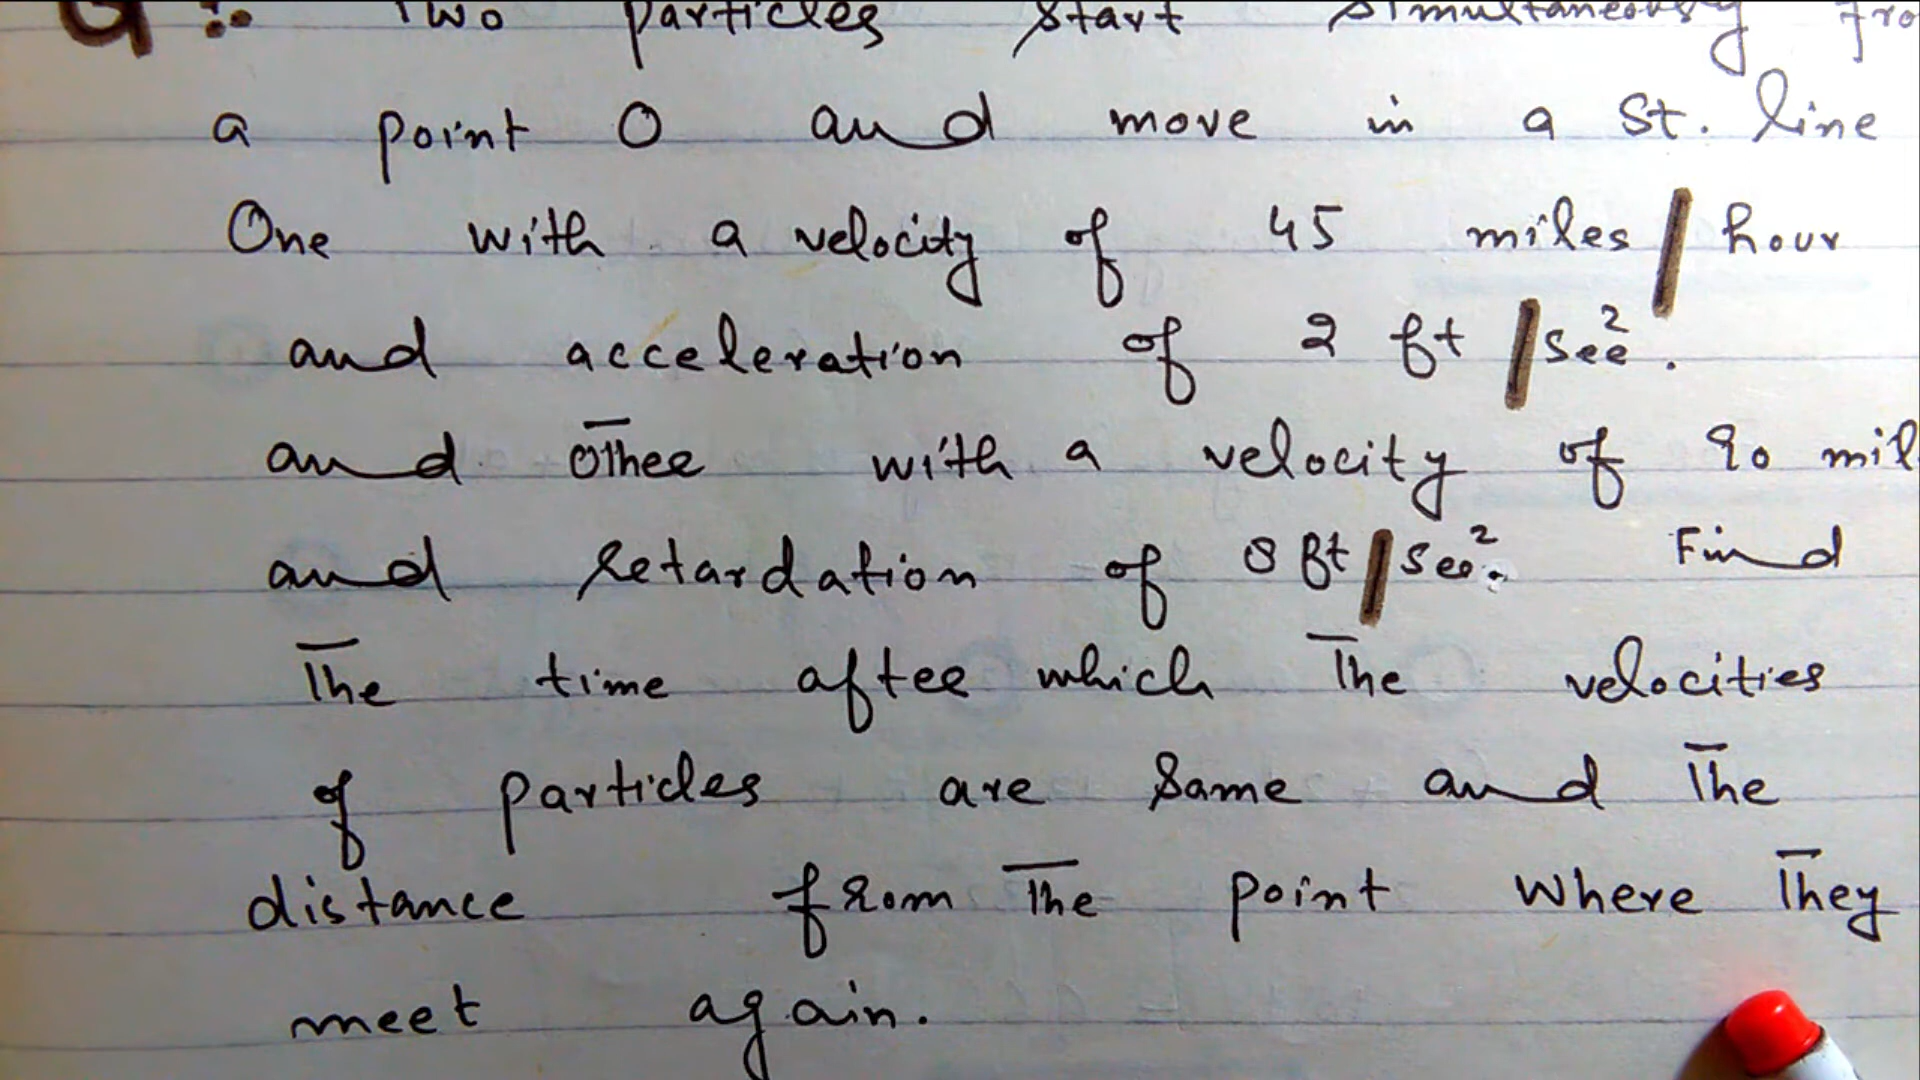 Q:- Two particles start simultaneously fro
a point O and move in a St. line
One with a velocity of 45 miles/hour
and acceleration of 2 ft/sec².
and other with a velocity of 90 mil
and retardation of 8 ft/sec². Find
The time after which The velocities
of particles are Same and The
distance from The point where They
meet again.